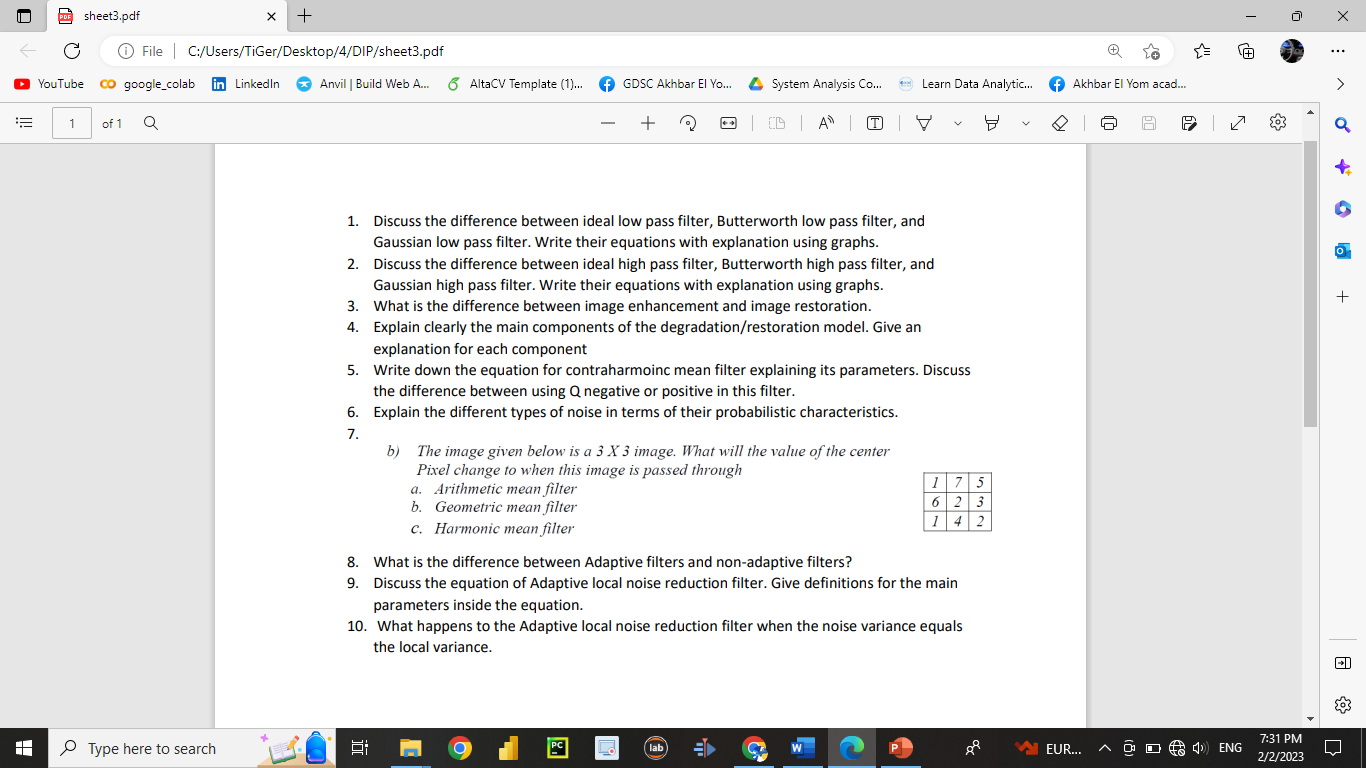 sheet3.pdf
File C:/Users/TiGer/Desktop/4/DIP/sheet3.pdf
YouTube google_colab LinkedIn Anvil | Build Web A... AltaCV Template (1)... GDSC Akhbar El Yo... System Analysis Co... Learn Data Analytic... Akhbar El Yom acad...
1 of 1
1. Discuss the difference between ideal low pass filter, Butterworth low pass filter, and
Gaussian low pass filter. Write their equations with explanation using graphs.
2. Discuss the difference between ideal high pass filter, Butterworth high pass filter, and
Gaussian high pass filter. Write their equations with explanation using graphs.
3. What is the difference between image enhancement and image restoration.
4. Explain clearly the main components of the degradation/restoration model. Give an
explanation for each component
5. Write down the equation for contraharmoinc mean filter explaining its parameters. Discuss
the difference between using Q negative or positive in this filter.
6. Explain the different types of noise in terms of their probabilistic characteristics.
7.
b) The image given below is a 3 X 3 image. What will the value of the center
Pixel change to when this image is passed through
a. Arithmetic mean filter
b. Geometric mean filter
c. Harmonic mean filter
1 7 5
6 2 3
1 4 2
8. What is the difference between Adaptive filters and non-adaptive filters?
9. Discuss the equation of Adaptive local noise reduction filter. Give definitions for the main
parameters inside the equation.
10. What happens to the Adaptive local noise reduction filter when the noise variance equals
the local variance.
Type here to search
EUR... ENG
7:31 PM
2/2/2023